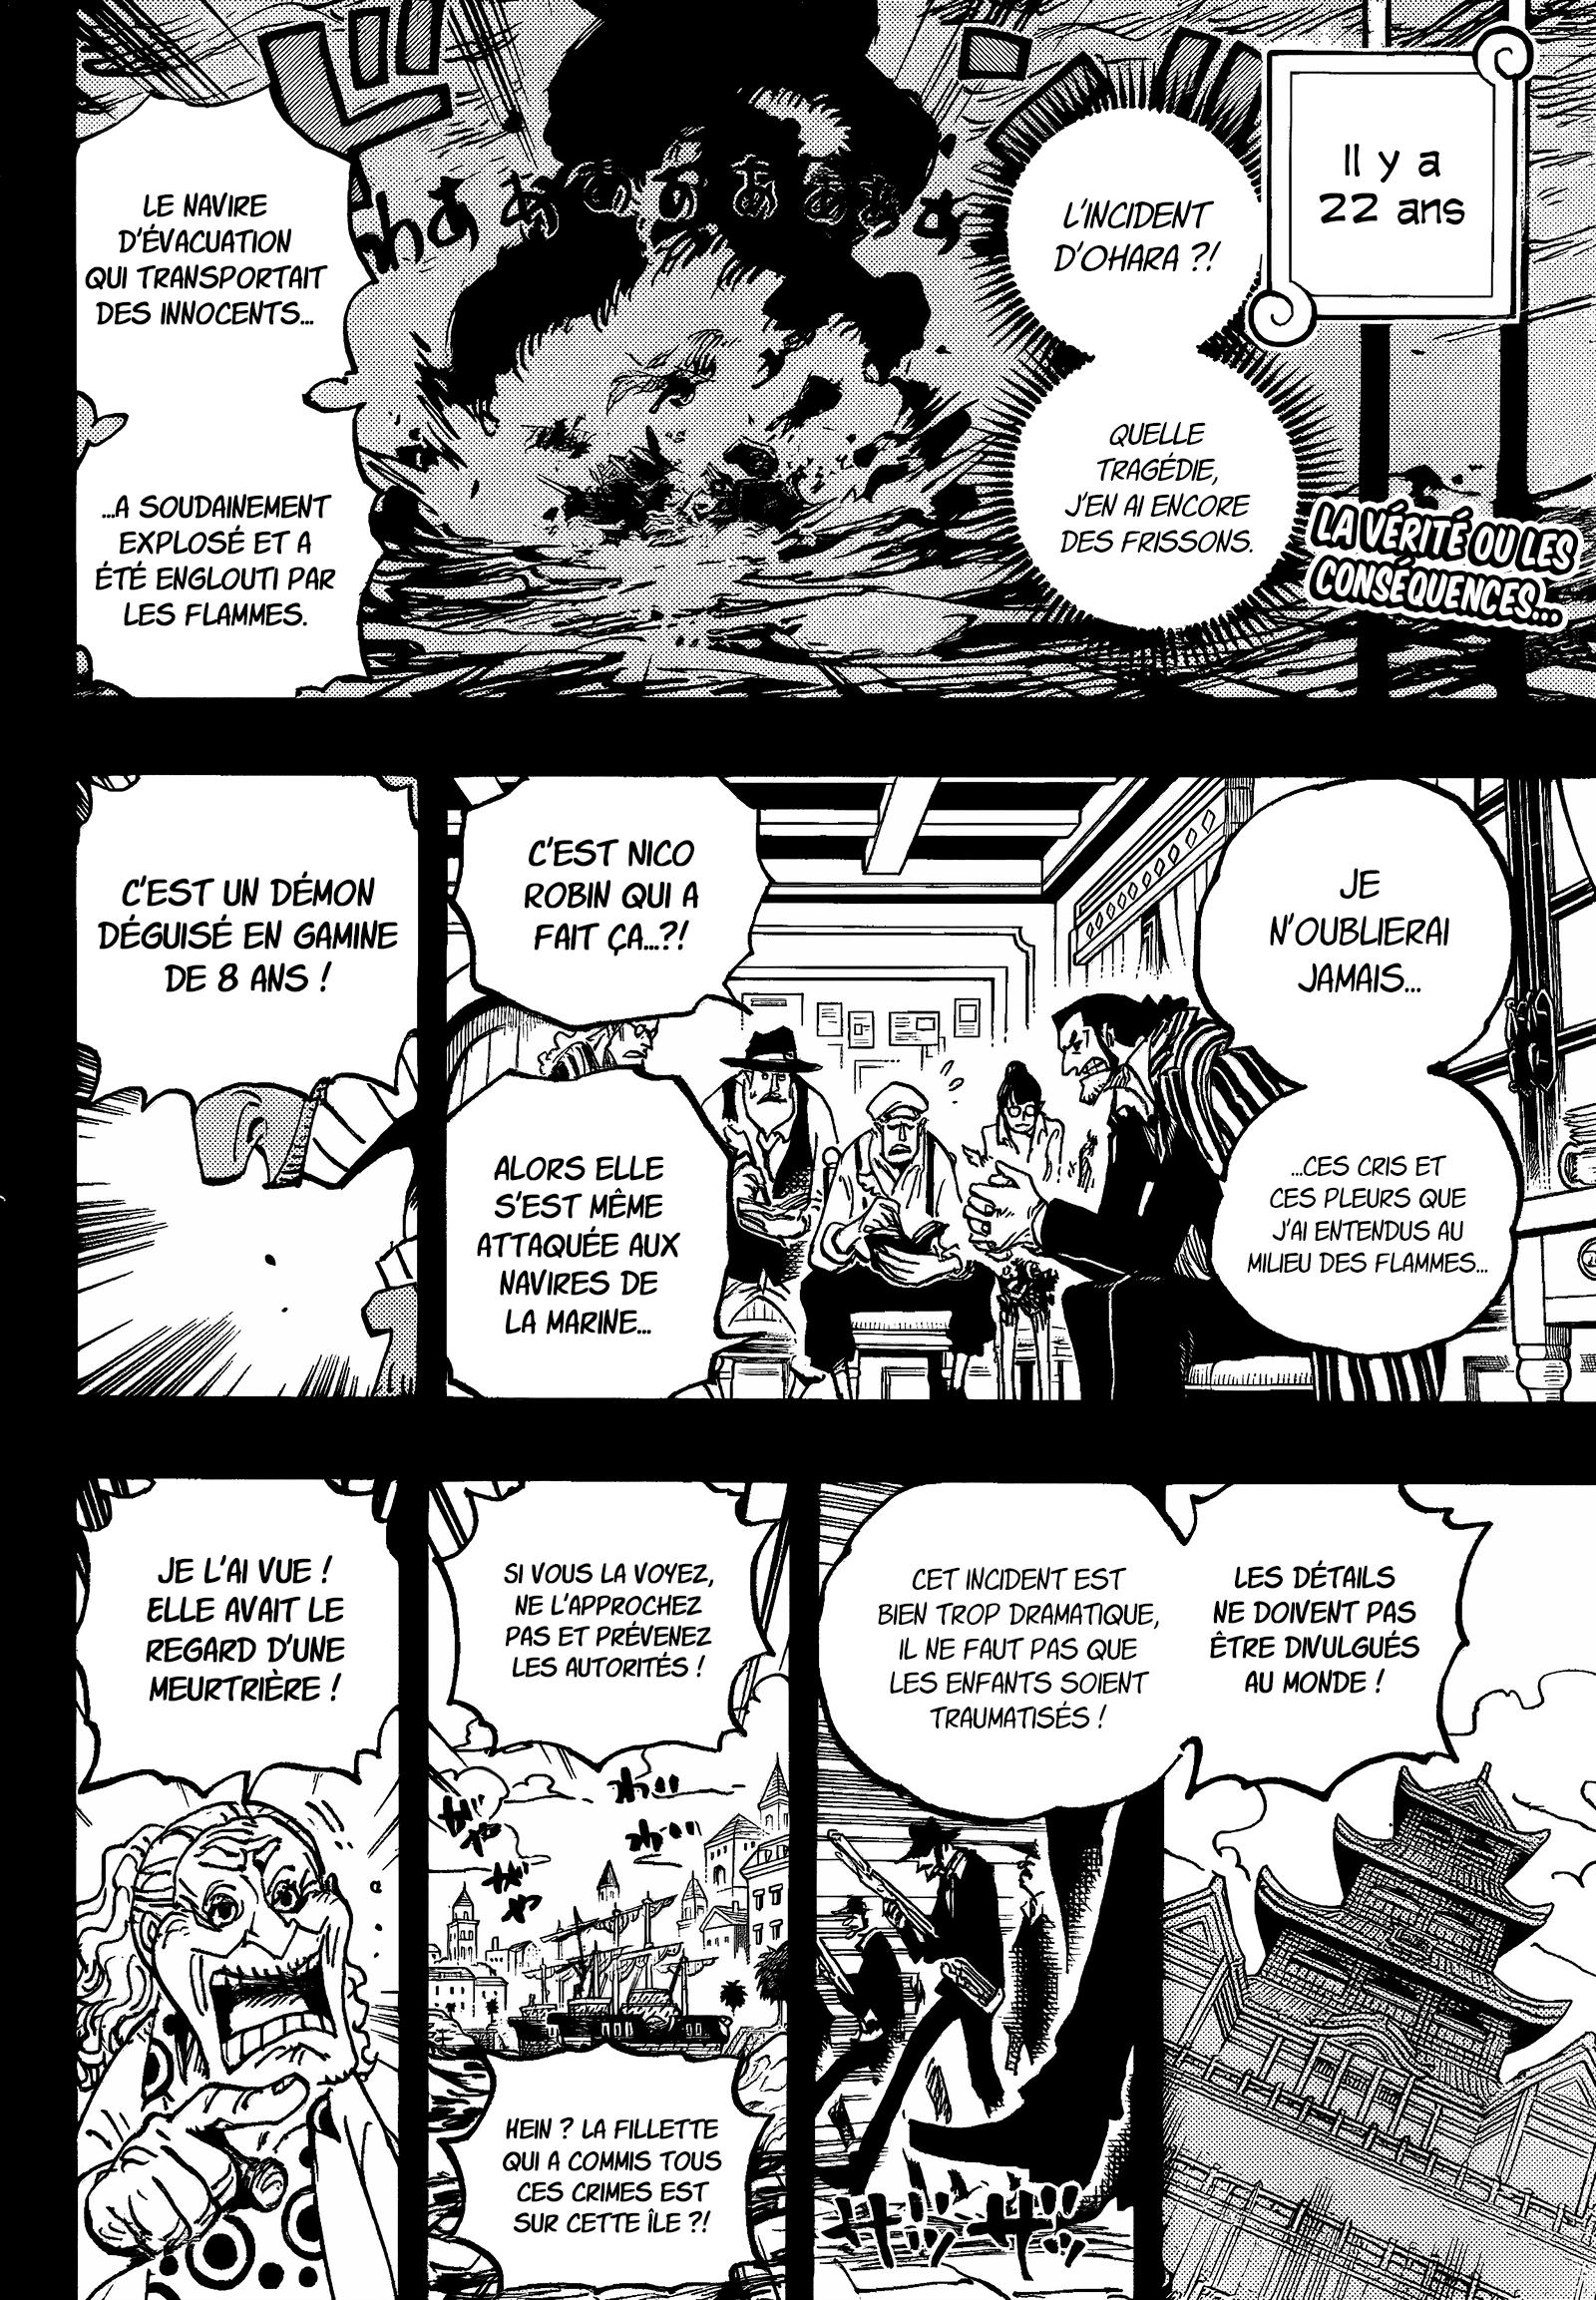 Il y a
22 ans
L'INCIDENT
D'OHARA ?!
QUELLE
TRAGÉDIE,
J'EN AI ENCORE
DES FRISSONS.
LA VÉRITÉ OU LES
CONSÉQUENCES...
LE NAVIRE
D'ÉVACUATION
QUI TRANSPORTAIT
DES INNOCENTS...
...A SOUDAINEMENT
EXPLOSÉ ET A
ÉTÉ ENGLOUTI PAR
LES FLAMMES.
JE
N'OUBLIERAI
JAMAIS...
...CES CRIS ET
CES PLEURS QUE
J'AI ENTENDUS AU
MILIEU DES FLAMMES...
C'EST NICO
ROBIN QUI A
FAIT ÇA...?!
ALORS ELLE
S'EST MÊME
ATTAQUÉE AUX
NAVIRES DE
LA MARINE...
C'EST UN DÉMON
DÉGUISÉ EN GAMINE
DE 8 ANS !
LES DÉTAILS
NE DOIVENT PAS
ÊTRE DIVULGUÉS
AU MONDE !
CET INCIDENT EST
BIEN TROP DRAMATIQUE,
IL NE FAUT PAS QUE
LES ENFANTS SOIENT
TRAUMATISÉS !
ザッザッ
SI VOUS LA VOYEZ,
NE L'APPROCHEZ
PAS ET PRÉVENEZ
LES AUTORITÉS !
HEIN ? LA FILLETTE
QUI A COMMIS TOUS
CES CRIMES EST
SUR CETTE ÎLE ?!
JE L'AI VUE !
ELLE AVAIT LE
REGARD D'UNE
MEURTRIÈRE !